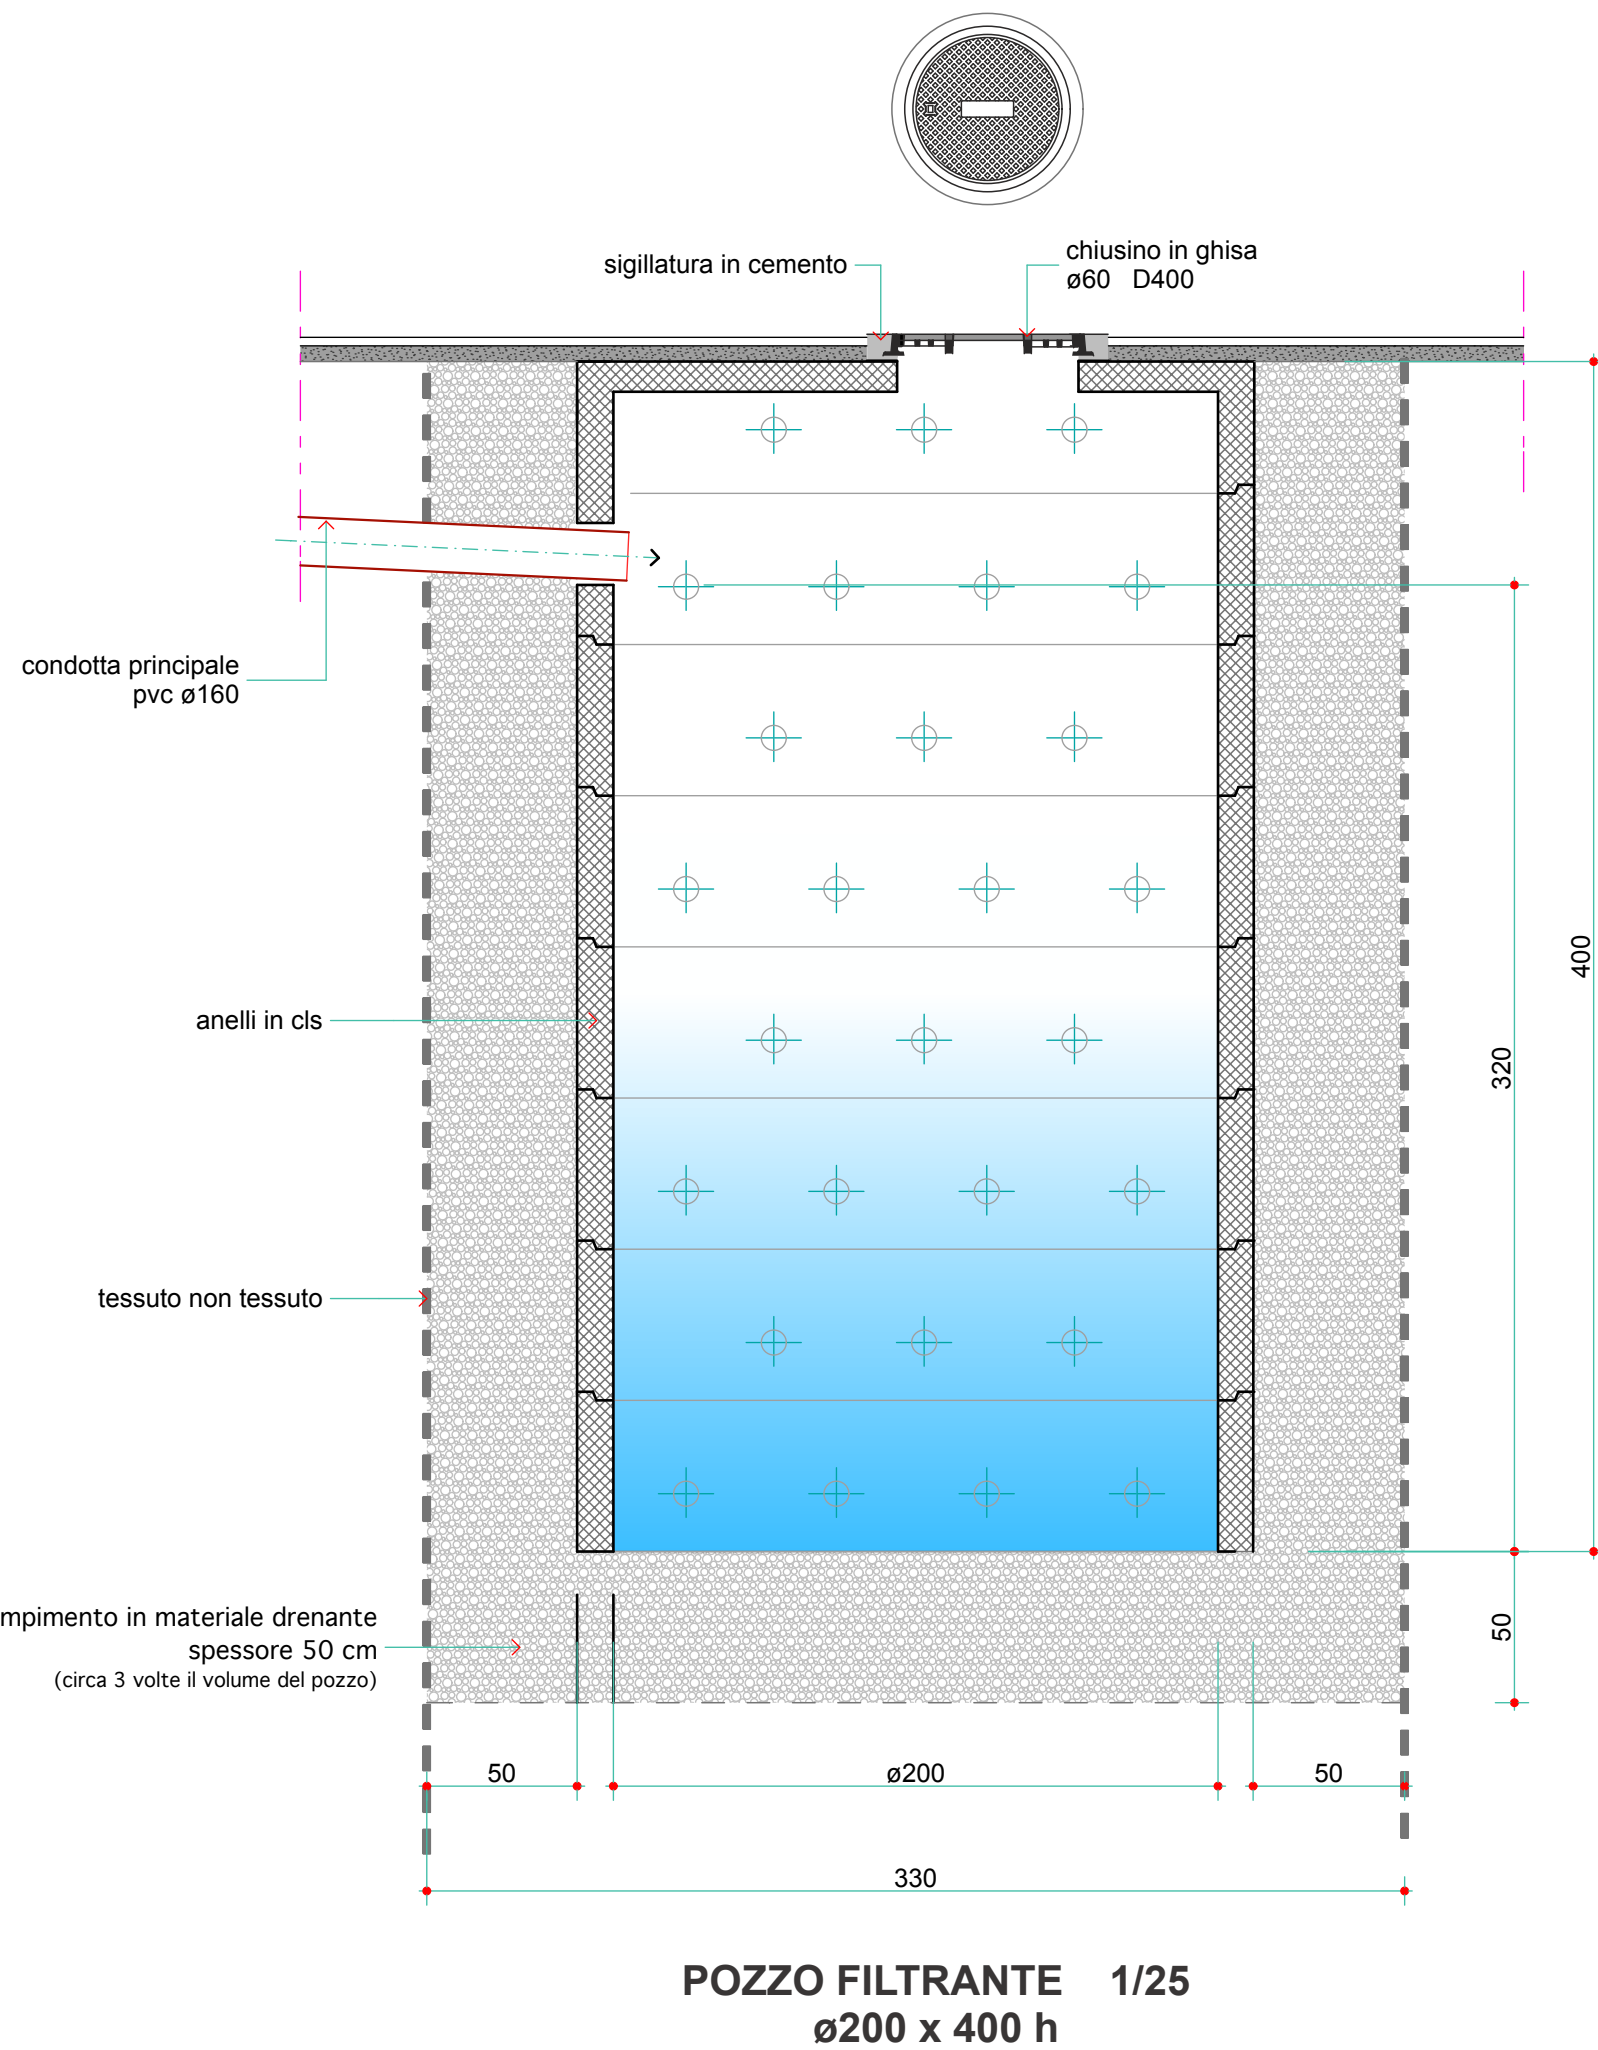 sigillatura in cemento
chiusino in ghisa
ø60 D400
condotta principale
pvc ø160
anelli in cls
tessuto non tessuto
400
320
50
mpimento in materiale drenante
spessore 50 cm
(circa 3 volte il volume del pozzo)
50
ø200
50
330
POZZO FILTRANTE 1/25
ø200 x 400 h